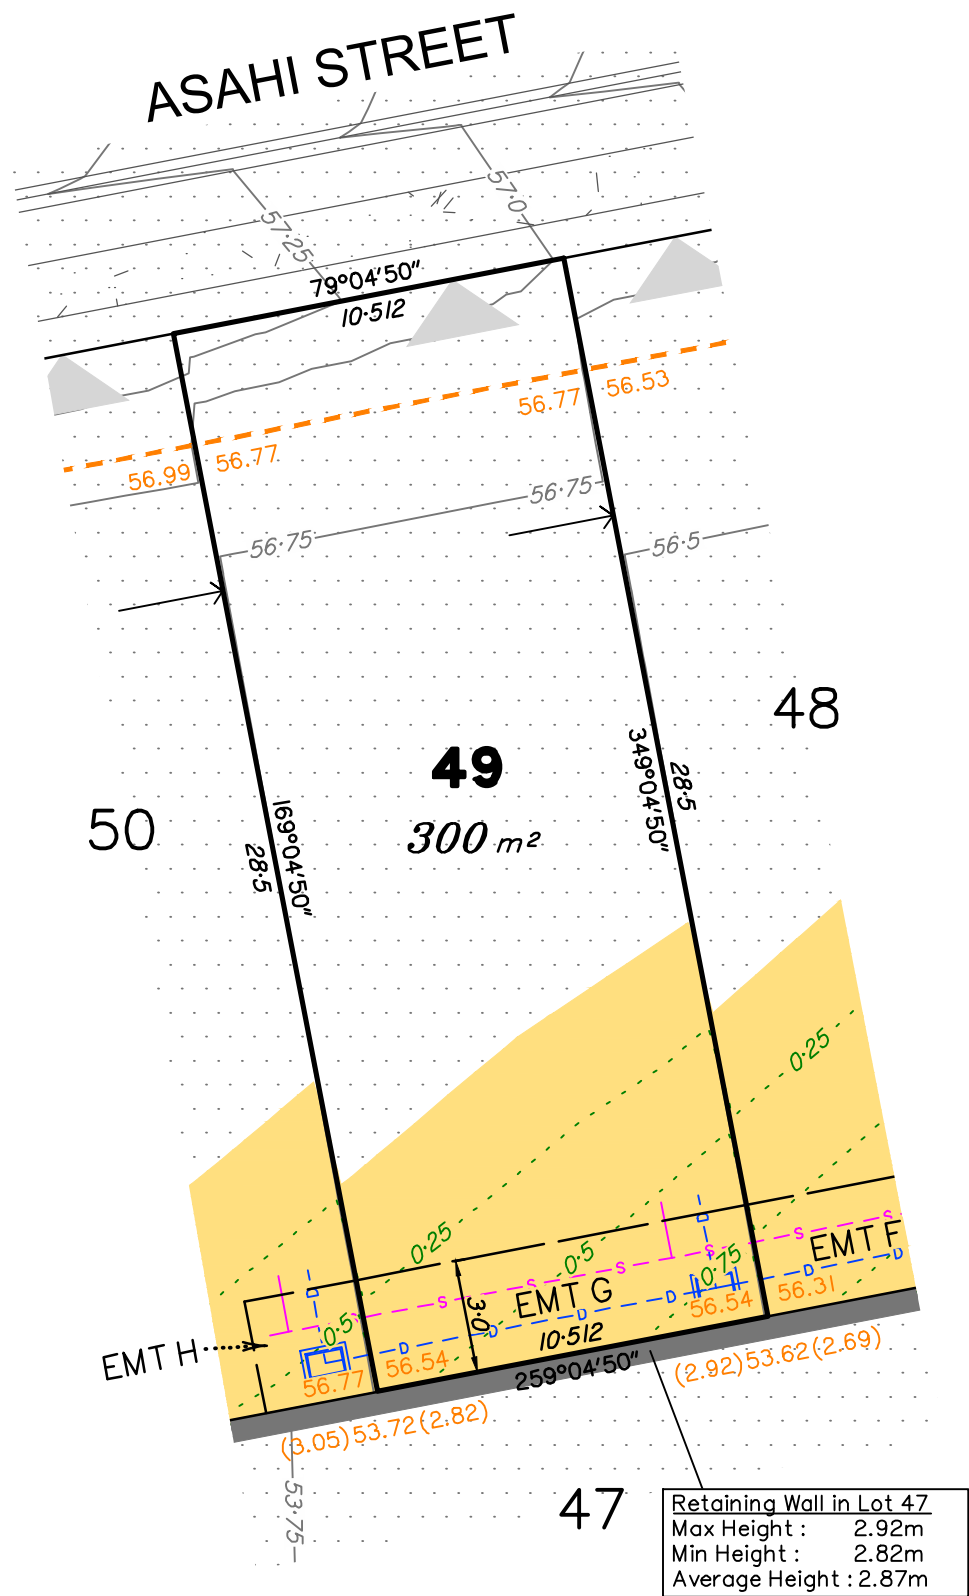 ASAHI STREET
57·25
57·0
79°04'50"
10·512
56.99
56.77
56.77
56.53
56·75
56·75
56·5
48
49
300 m²
50
169°04'50"
28·5
349°04'50"
28·5
0·25
0·25
0·5
0·5
0·75
S
S
S
S
S
S
S
D
D
D
D
D
D
D
EMT F
EMT G
EMT H
3·0
56.77
56.54
56.54
56.31
10·512
259°04'50"
(3.05) 53.72 (2.82)
(2.92) 53.62 (2.69)
53·75
47
Retaining Wall in Lot 47
Max Height : 2.92m
Min Height : 2.82m
Average Height : 2.87m